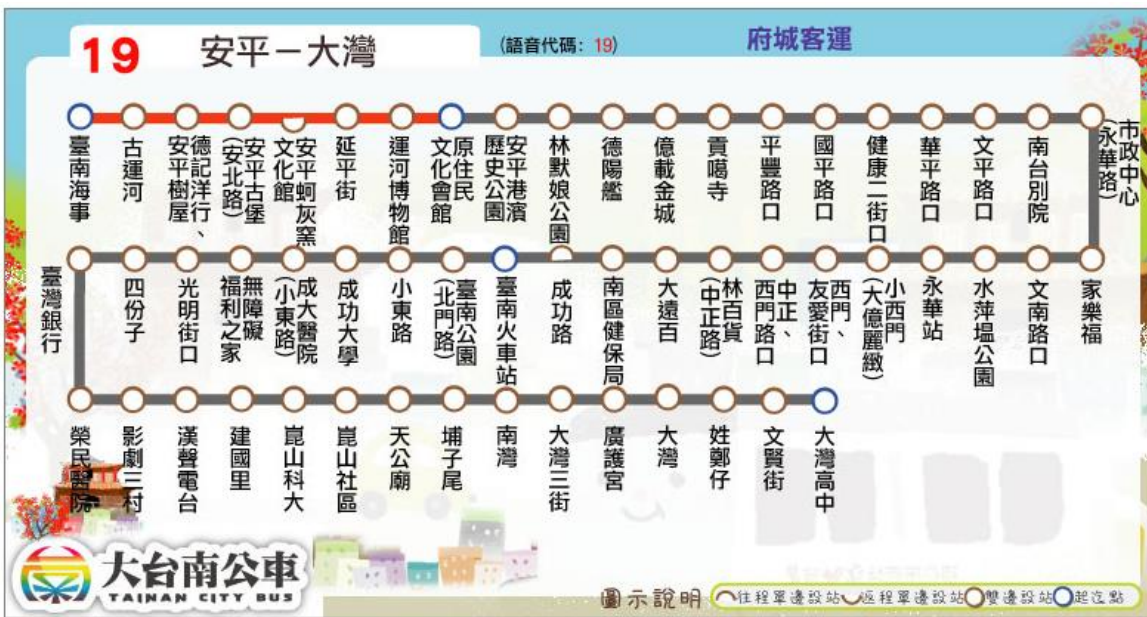 19
安平－大灣
(語音代碼: 19)
府城客運
臺南海事
古運河
德記洋行、
安平樹屋
安平古堡
(安北路)
安平蚵灰窯
文化館
延平街
運河博物館
原住民
文化會館
安平港濱
歷史公園
林默娘公園
德陽艦
億載金城
貢噶寺
平豐路口
國平路口
健康二街口
華平路口
文平路口
南台別院
市政中心
(永華路)
家樂福
文南路口
水萍塭公園
永華站
小西門
(大億麗緻)
西門、
友愛街口
中正、
西門路口
林百貨
(中正路)
大遠百
南區健保局
成功路
臺南火車站
臺南公園
(北門路)
小東路
成功大學
成大醫院
(小東路)
無障礙
福利之家
光明街口
四份子
臺灣銀行
榮民醫院
影劇三村
漢聲電台
建國里
崑山科大
崑山社區
天公廟
埔子尾
南灣
大灣三街
廣護宮
大灣
姓鄭仔
文賢街
大灣高中
大台南公車
TAINAN CITY BUS
圖示說明 往程單邊設站 返程單邊設站 雙邊設站 起迄點